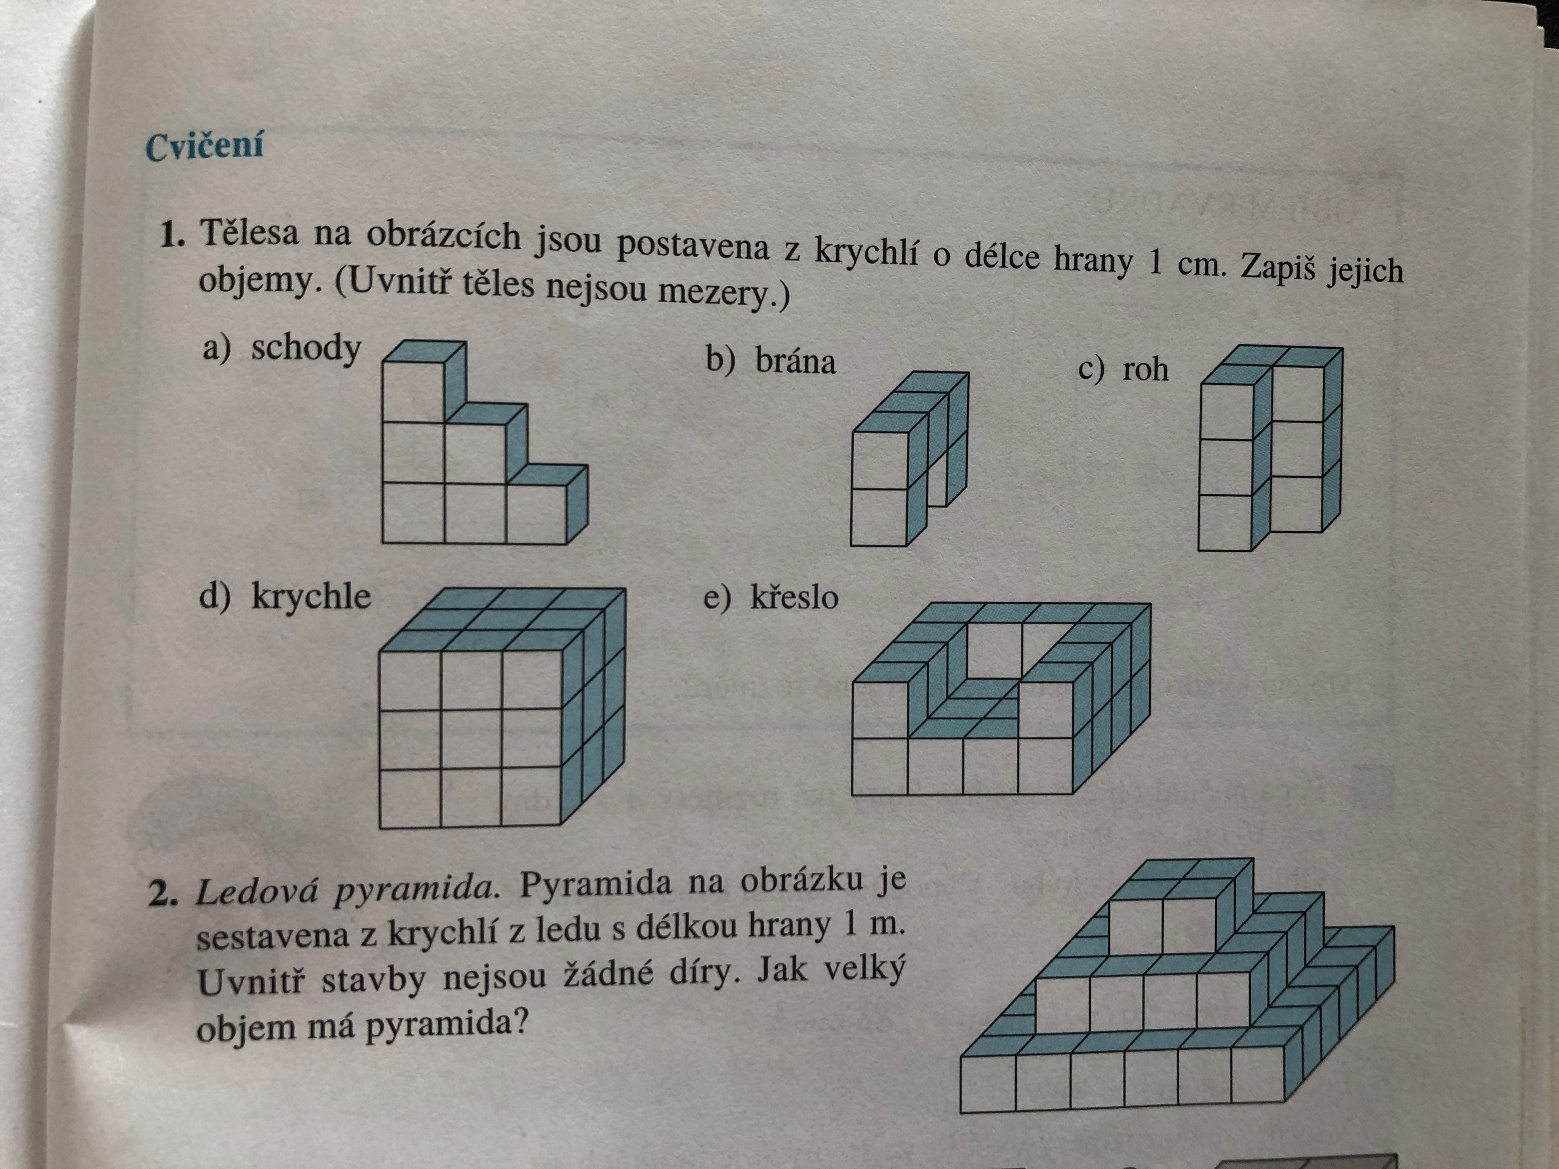 Cvičení
1. Tělesa na obrázcích jsou postavena z krychlí o délce hrany 1 cm. Zapiš jejich
objemy. (Uvnitř těles nejsou mezery.)
a) schody
b) brána
c) roh
d) krychle
e) křeslo
2. Ledová pyramida. Pyramida na obrázku je
sestavena z krychlí z ledu s délkou hrany 1 m.
Uvnitř stavby nejsou žádné díry. Jak velký
objem má pyramida?